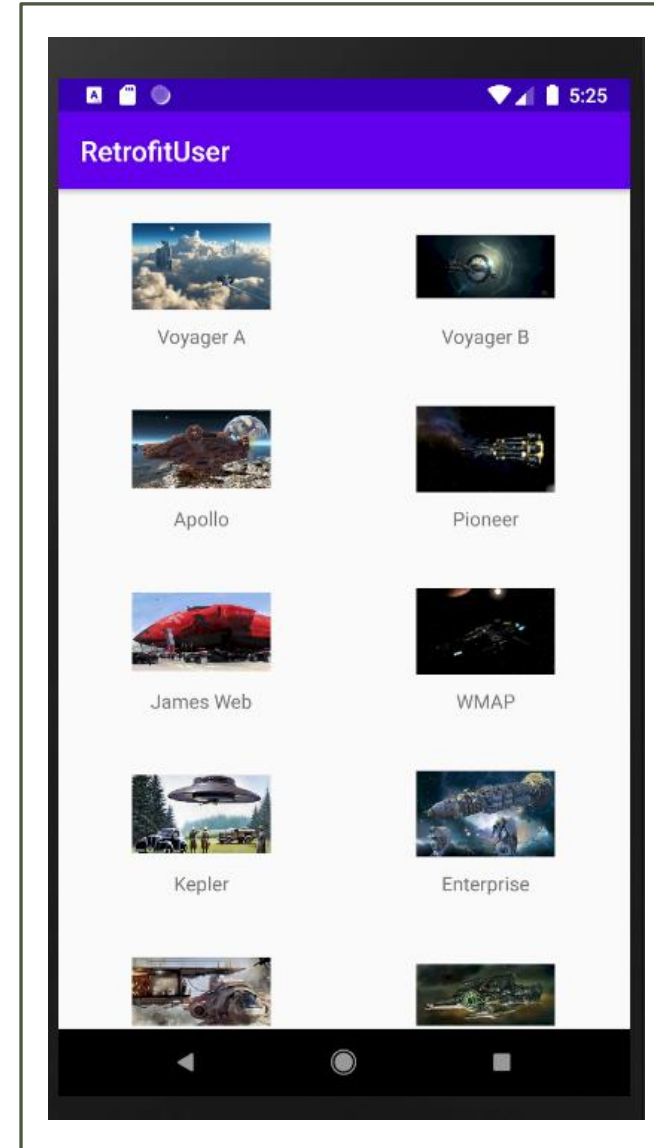 A
5:25
RetrofitUser
Voyager A
Voyager B
Apollo
Pioneer
James Web
WMAP
Kepler
Enterprise